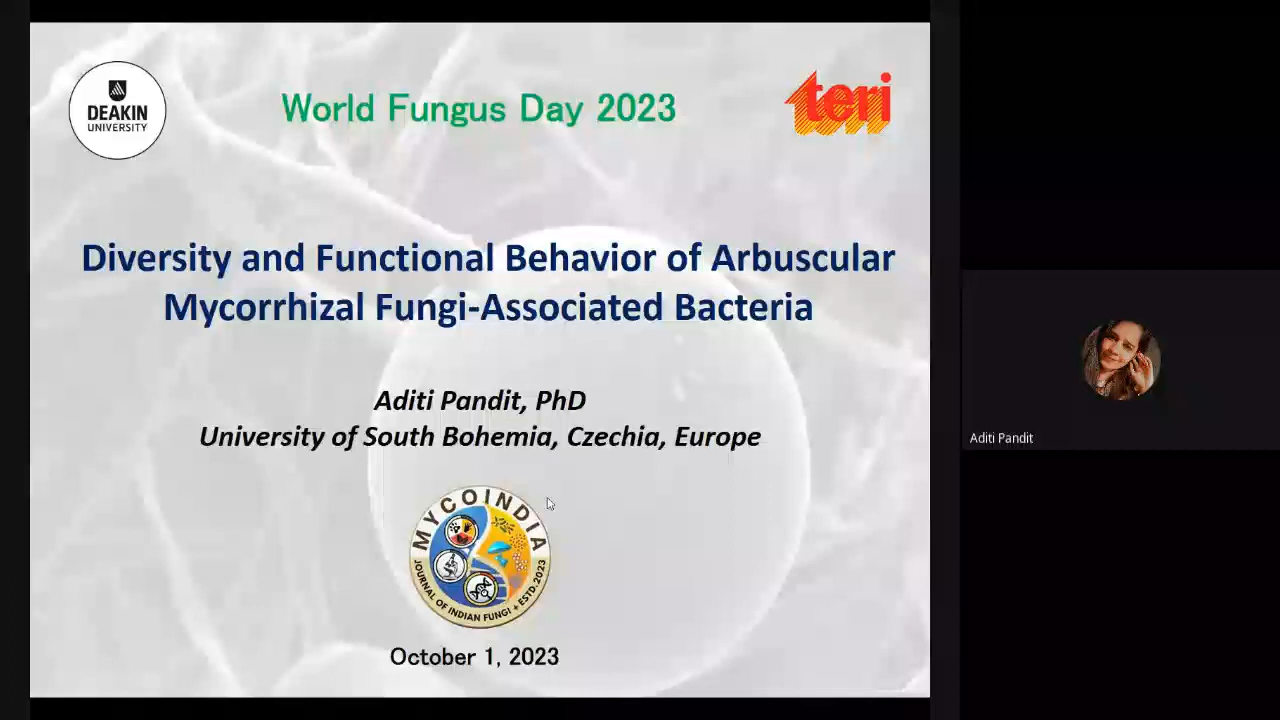 DEAKIN
UNIVERSITY
World Fungus Day 2023
teri
Diversity and Functional Behavior of Arbuscular
Mycorrhizal Fungi-Associated Bacteria
Aditi Pandit, PhD
University of South Bohemia, Czechia, Europe
MYCOINDIA
JOURNAL OF INDIAN FUNGI • ESTD.2023
October 1, 2023
Aditi Pandit